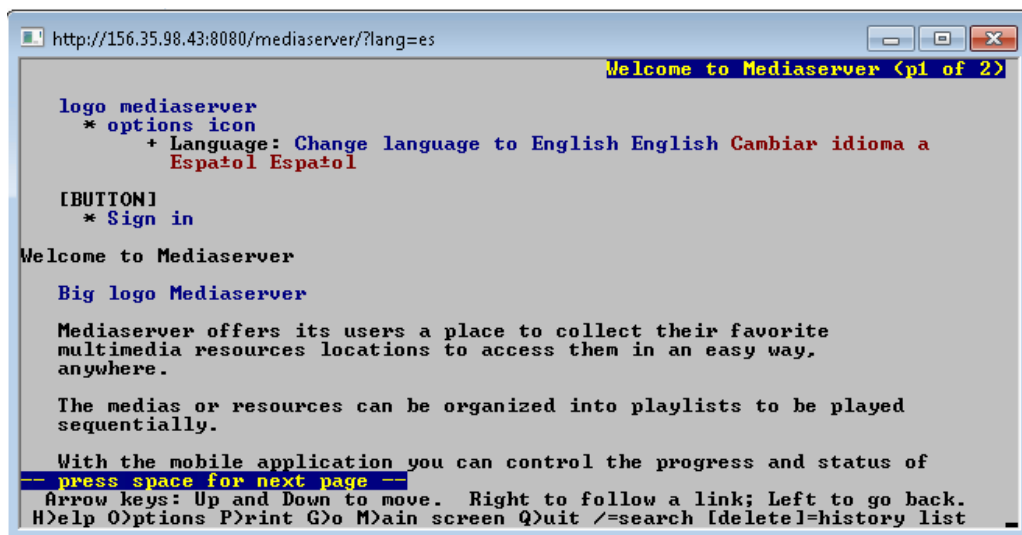 http://156.35.98.43:8080/mediaserver/?lang=es
Welcome to Mediaserver (p1 of 2)
logo mediaserver
* options icon
+ Language: Change language to English English Cambiar idioma a
Espa±ol Espa±ol
[BUTTON]
* Sign in
Welcome to Mediaserver
Big logo Mediaserver
Mediaserver offers its users a place to collect their favorite
multimedia resources locations to access them in an easy way,
anywhere.
The medias or resources can be organized into playlists to be played
sequentially.
With the mobile application you can control the progress and status of
-- press space for next page --
Arrow keys: Up and Down to move. Right to follow a link; Left to go back.
H)elp O)ptions P)rint G)o M)ain screen Q)uit /=search [delete]=history list